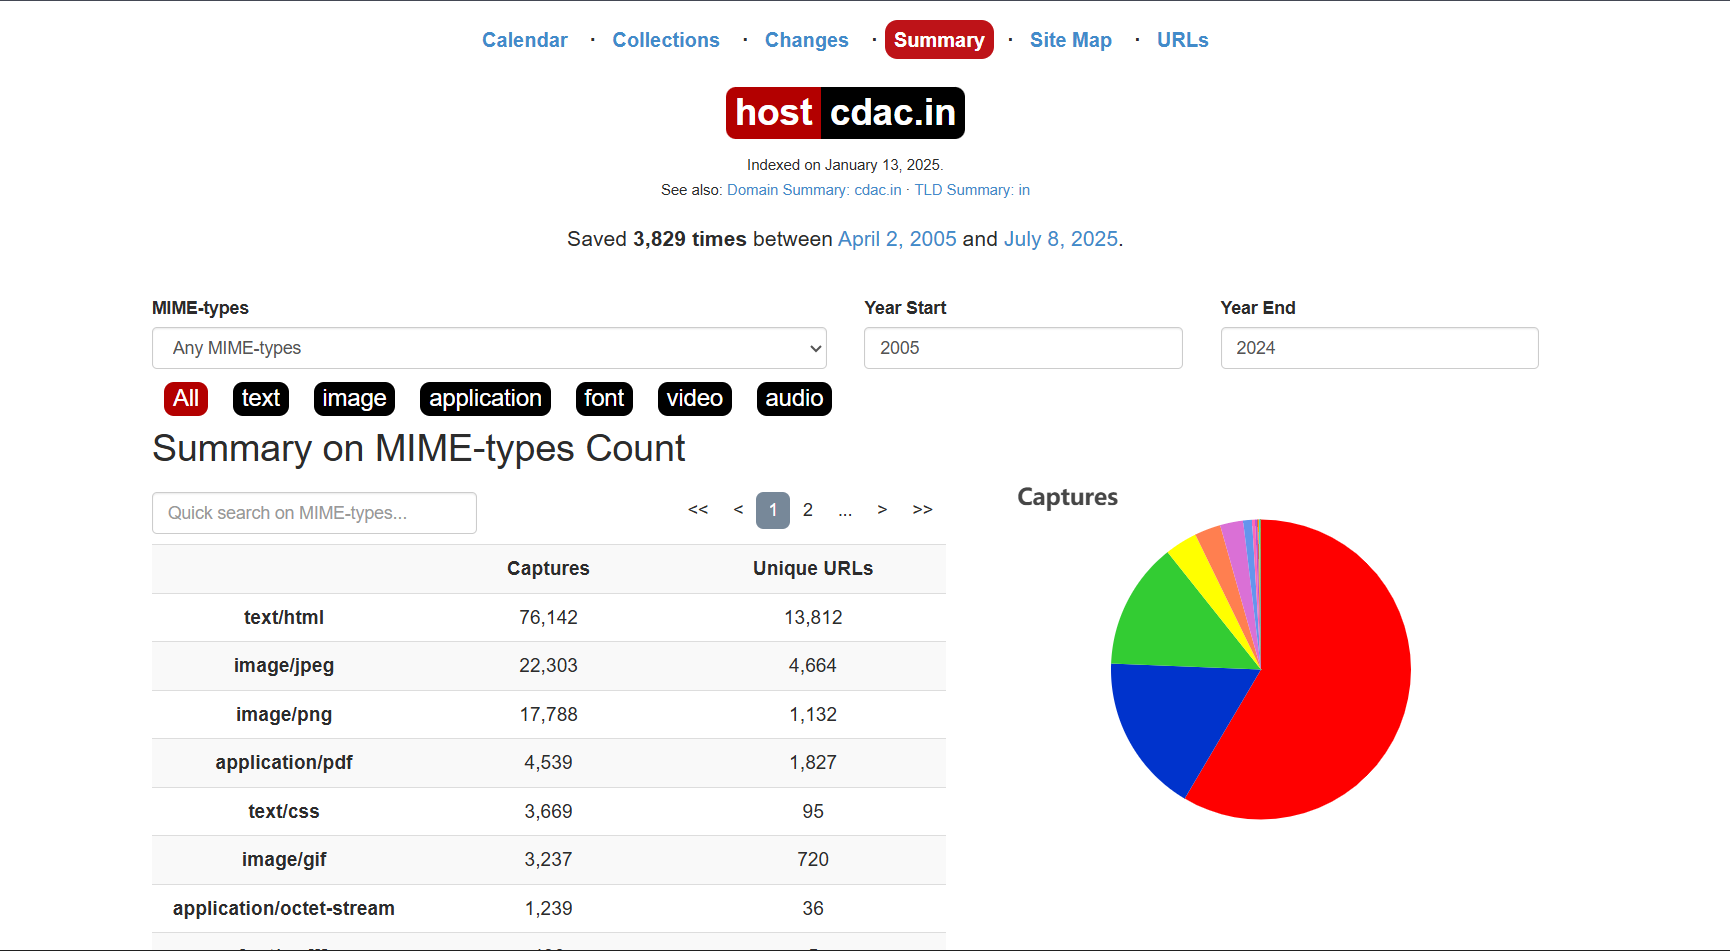 Calendar · Collections · Changes · Summary · Site Map · URLs
host cdac.in
Indexed on January 13, 2025.
See also: Domain Summary: cdac.in · TLD Summary: in
Saved 3,829 times between April 2, 2005 and July 8, 2025.
MIME-types Year Start Year End
Any MIME-types 2005 2024
All text image application font video audio
Summary on MIME-types Count
Captures
Quick search on MIME-types... << < 1 2 ... > >>
Captures Unique URLs
text/html 76,142 13,812
image/jpeg 22,303 4,664
image/png 17,788 1,132
application/pdf 4,539 1,827
text/css 3,669 95
image/gif 3,237 720
application/octet-stream 1,239 36